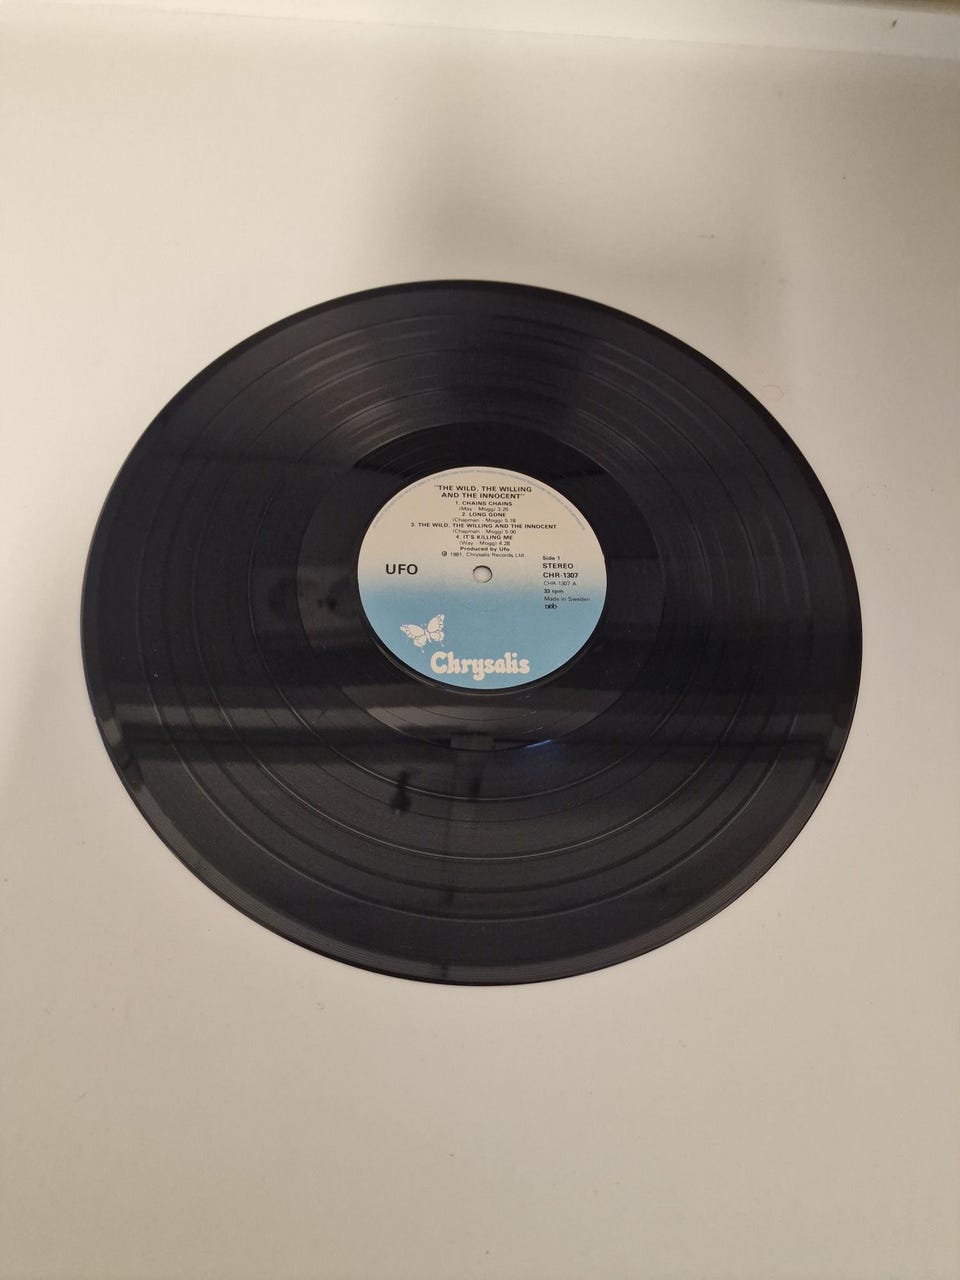 "THE WILD, THE WILLING
AND THE INNOCENT"
1. CHAINS CHAINS
(Way - Mogg) 3.25
2. LONG GONE
(Chapman - Mogg) 5.18
3. THE WILD, THE WILLING AND THE INNOCENT
(Chapman - Mogg) 5.00
4. IT'S KILLING ME
(Way - Mogg) 4.28
Produced by Ufo
℗ 1981, Chrysalis Records Ltd.
UFO
Side 1
STEREO
CHR-1307
CHR-1307 A
33 rpm
Made in Sweden
ncb
Chrysalis